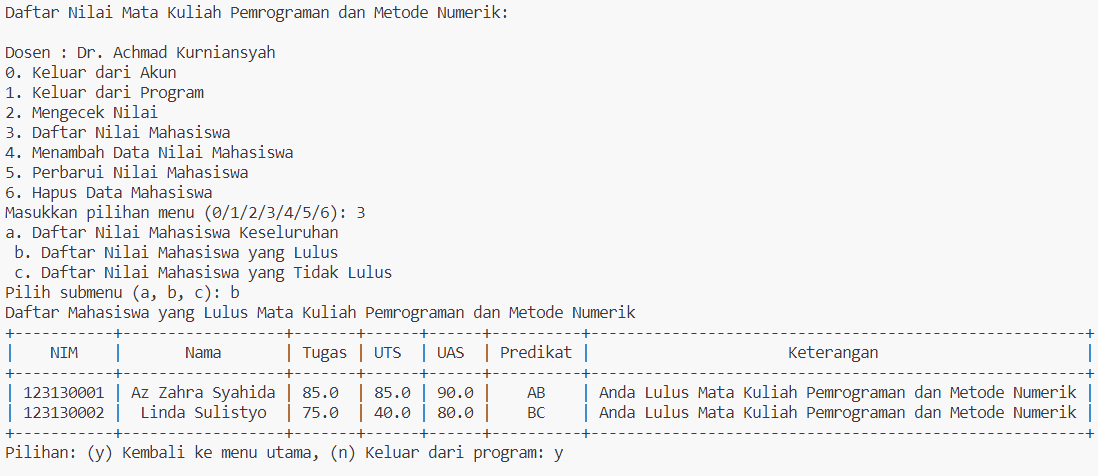 Daftar Nilai Mata Kuliah Pemrograman dan Metode Numerik:
Dosen : Dr. Achmad Kurniansyah
0. Keluar dari Akun
1. Keluar dari Program
2. Mengecek Nilai
3. Daftar Nilai Mahasiswa
4. Menambah Data Nilai Mahasiswa
5. Perbarui Nilai Mahasiswa
6. Hapus Data Mahasiswa
Masukkan pilihan menu (0/1/2/3/4/5/6): 3
a. Daftar Nilai Mahasiswa Keseluruhan
b. Daftar Nilai Mahasiswa yang Lulus
c. Daftar Nilai Mahasiswa yang Tidak Lulus
Pilih submenu (a, b, c): b
Daftar Mahasiswa yang Lulus Mata Kuliah Pemrograman dan Metode Numerik
+-----------+-------------------+-------+------+------+----------+-------------------------------------------------------+
| NIM | Nama | Tugas | UTS | UAS | Predikat | Keterangan |
+-----------+-------------------+-------+------+------+----------+-------------------------------------------------------+
| 123130001 | Az Zahra Syahida | 85.0 | 85.0 | 90.0 | AB | Anda Lulus Mata Kuliah Pemrograman dan Metode Numerik |
| 123130002 | Linda Sulistyo | 75.0 | 40.0 | 80.0 | BC | Anda Lulus Mata Kuliah Pemrograman dan Metode Numerik |
+-----------+-------------------+-------+------+------+----------+-------------------------------------------------------+
Pilihan: (y) Kembali ke menu utama, (n) Keluar dari program: y